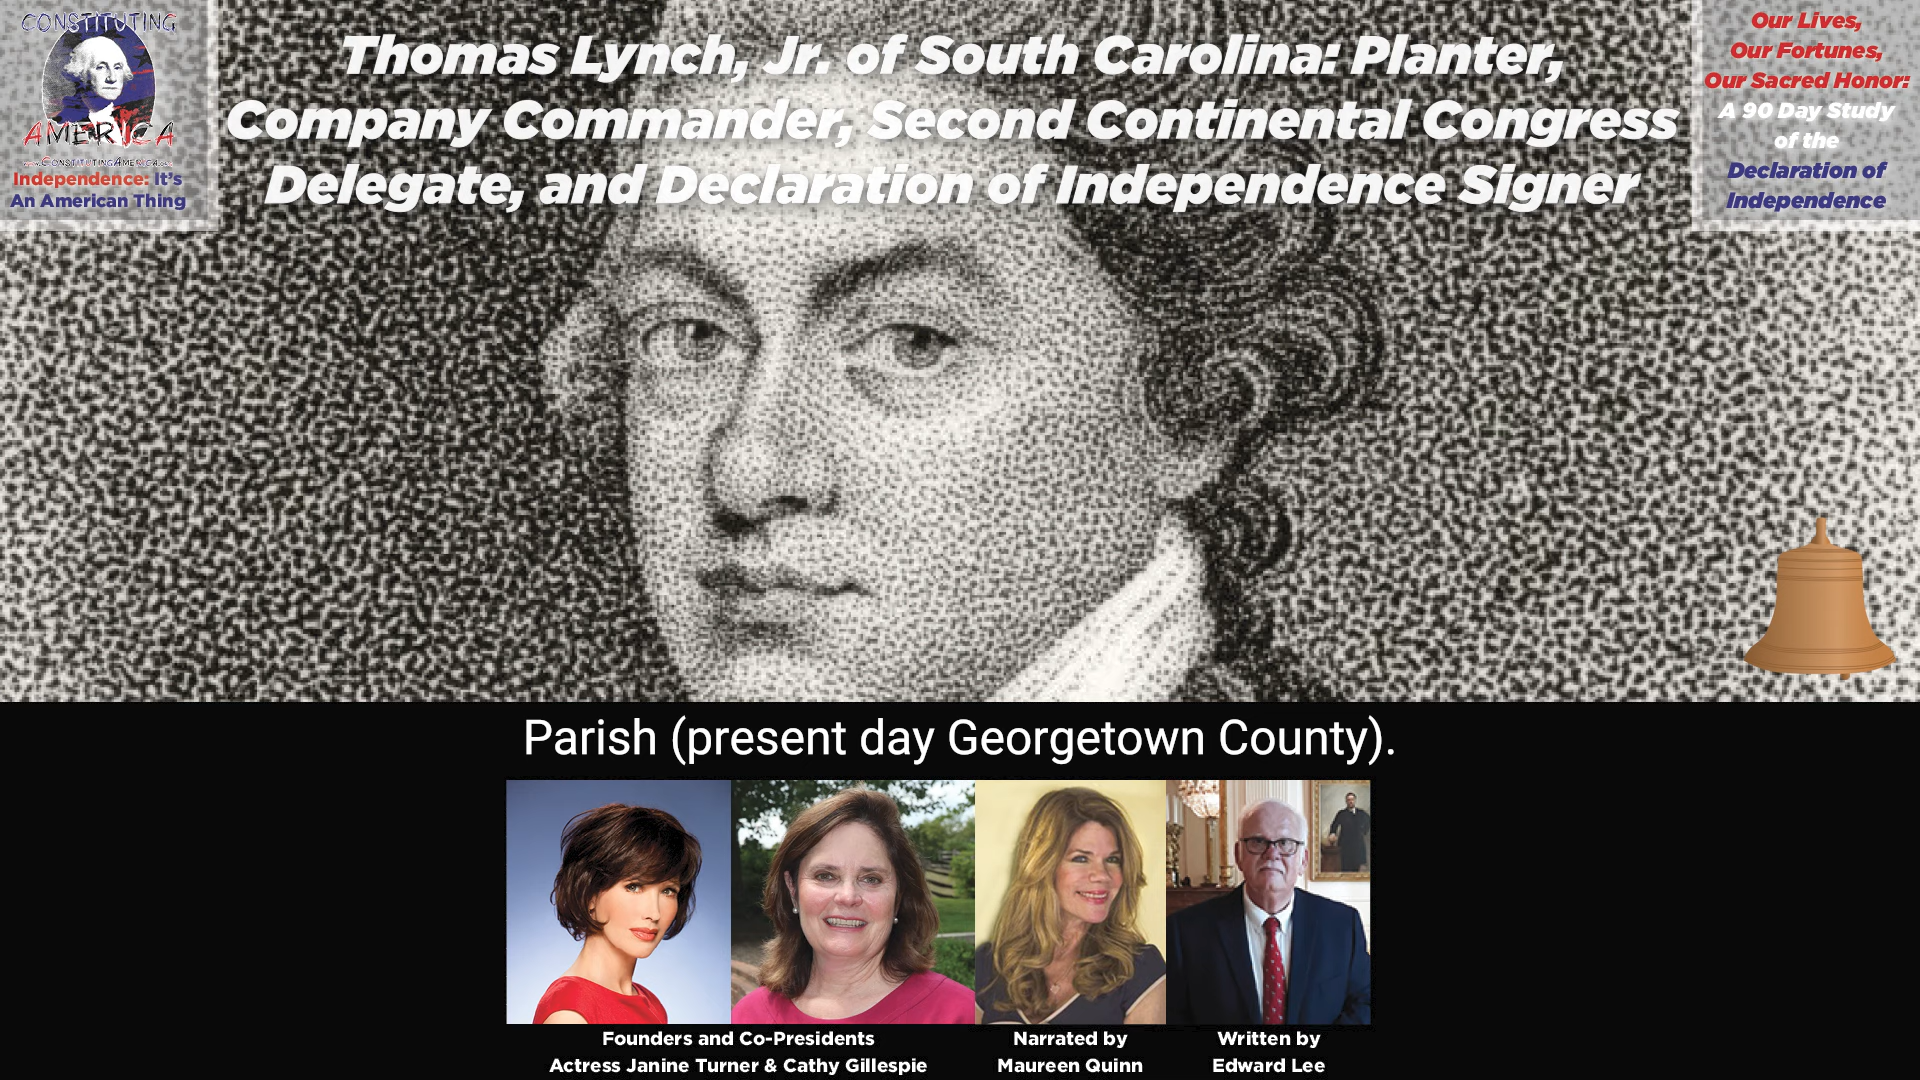 CONSTITUTING
AMERICA
www.ConstitutingAmerica.org
Independence: It's
An American Thing
Thomas Lynch, Jr. of South Carolina: Planter,
Company Commander, Second Continental Congress
Delegate, and Declaration of Independence Signer
Our Lives,
Our Fortunes,
Our Sacred Honor:
A 90 Day Study
of the
Declaration of
Independence
Parish (present day Georgetown County).
Founders and Co-Presidents
Actress Janine Turner & Cathy Gillespie
Narrated by
Maureen Quinn
Written by
Edward Lee